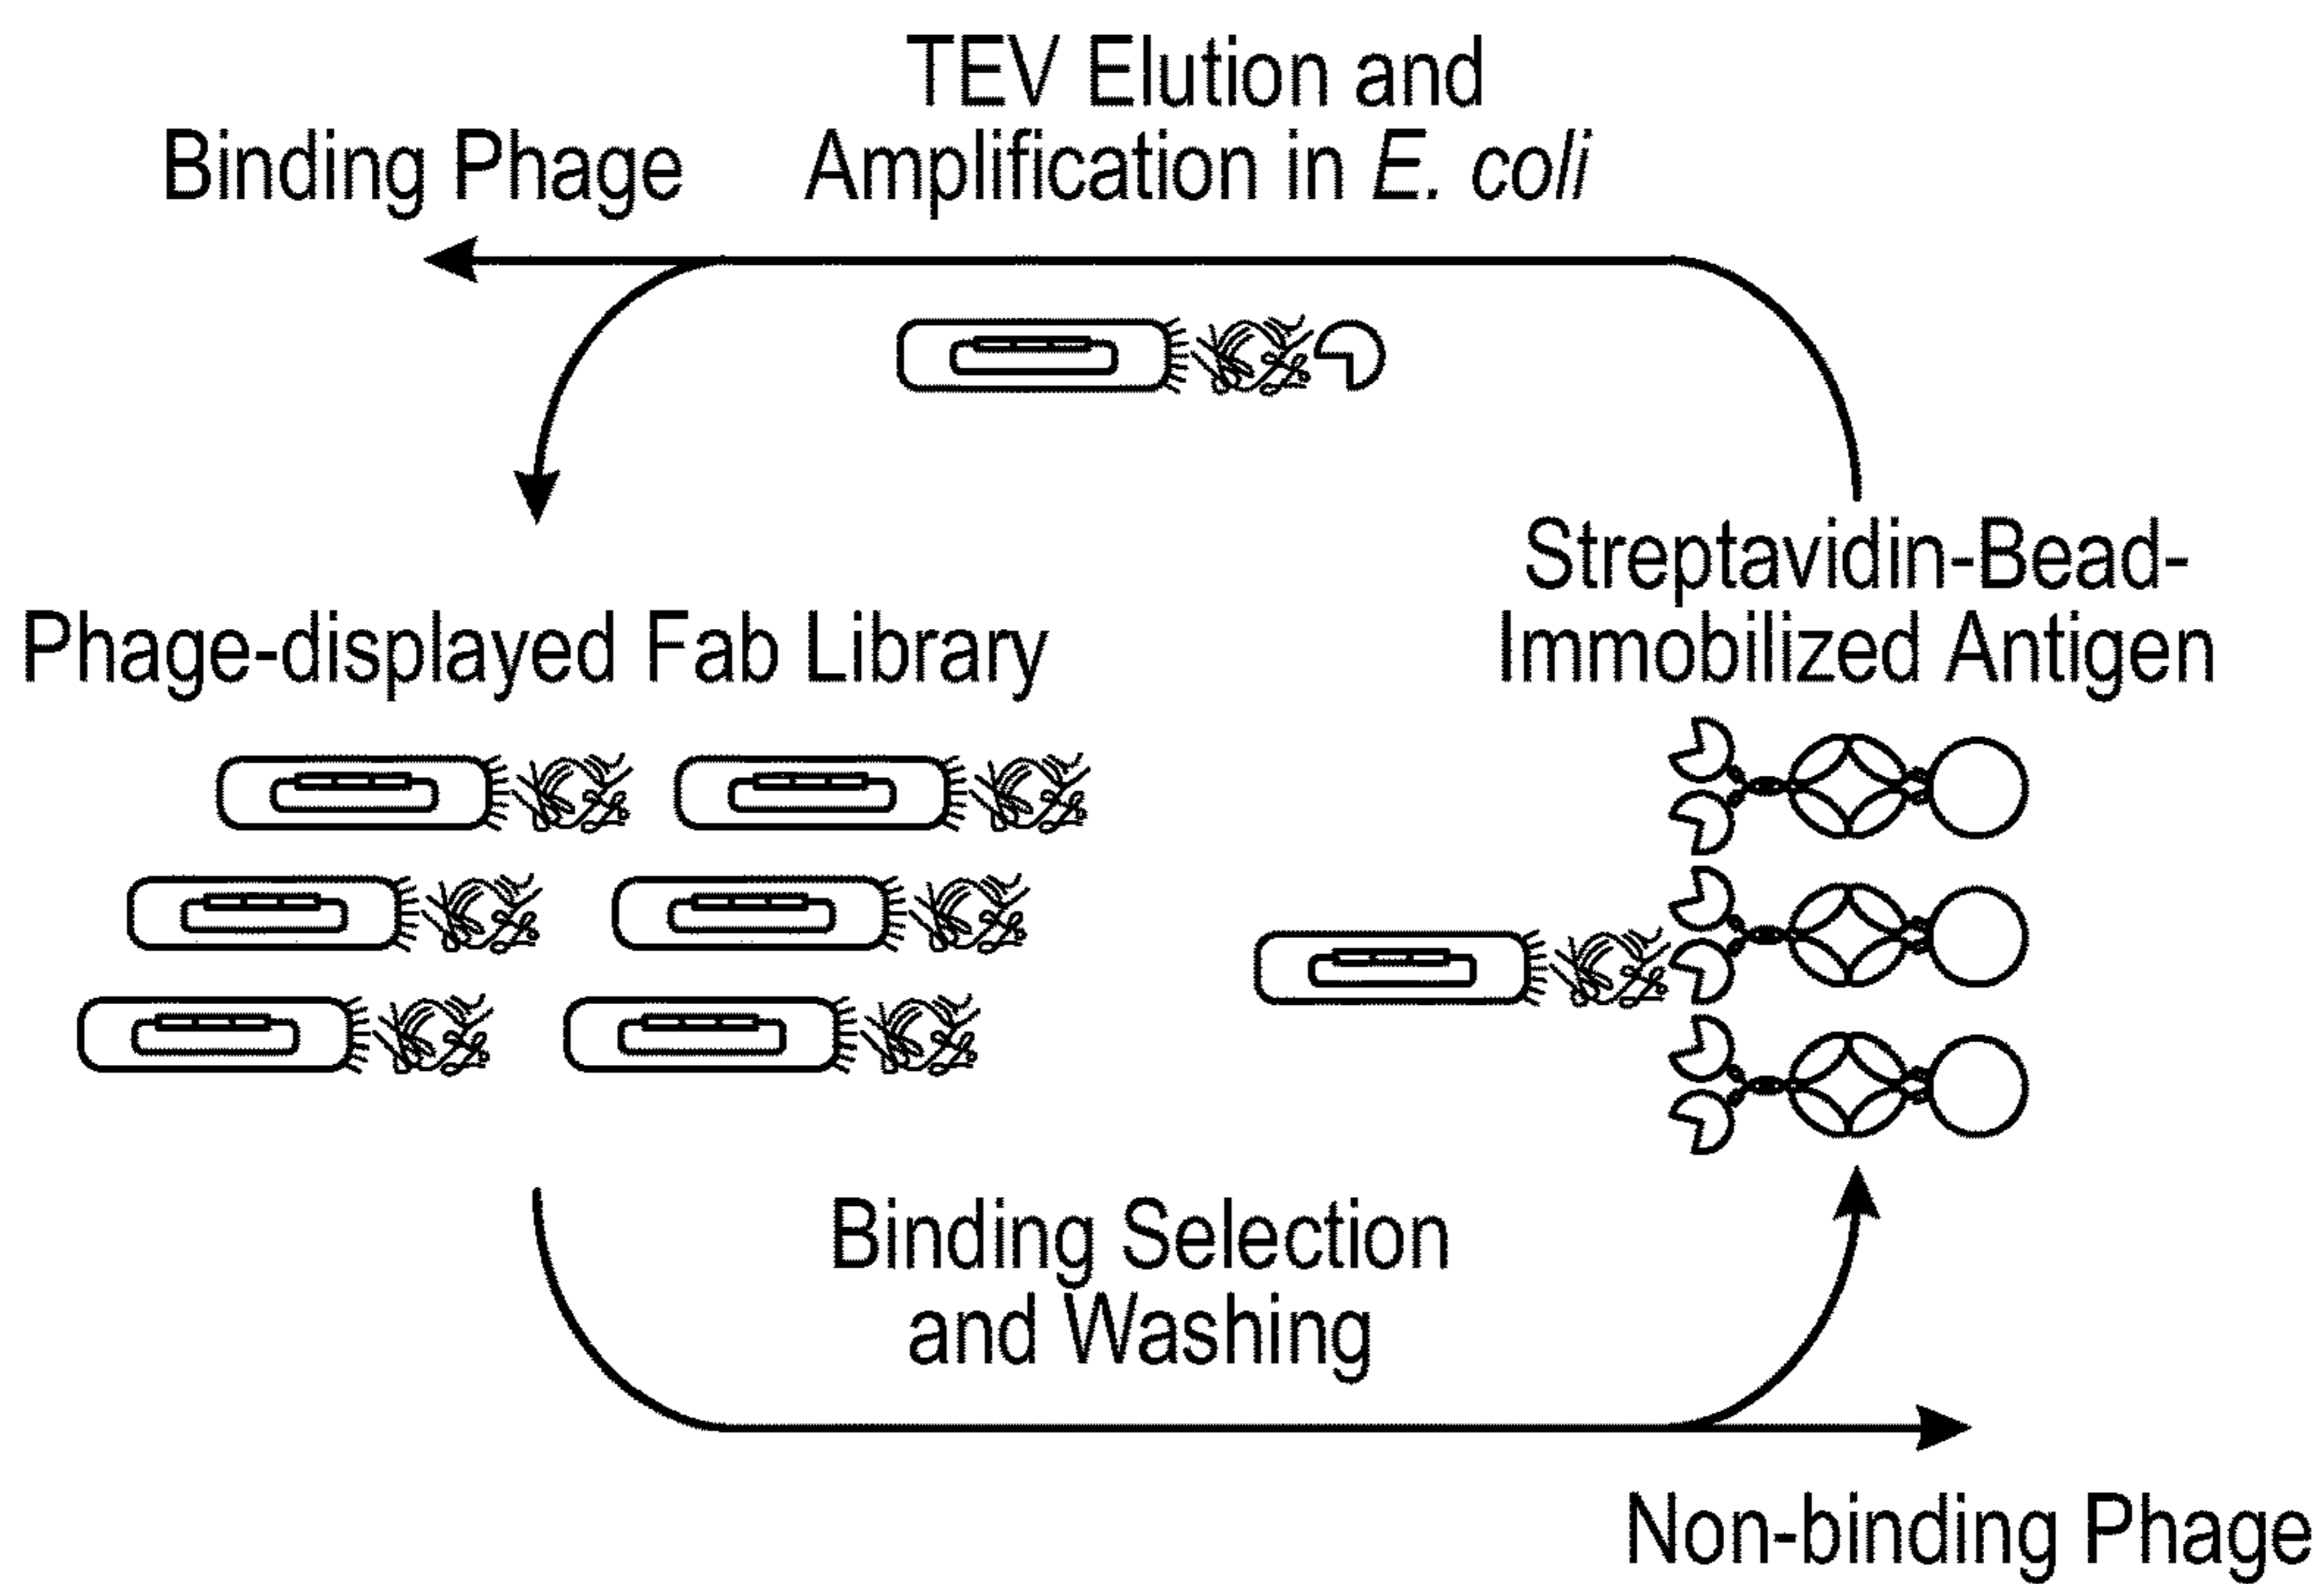 TEV Elution and
Amplification in E. coli
Binding Phage
Streptavidin-Bead-
Immobilized Antigen
Phage-displayed Fab Library
Binding Selection
and Washing
Non-binding Phage